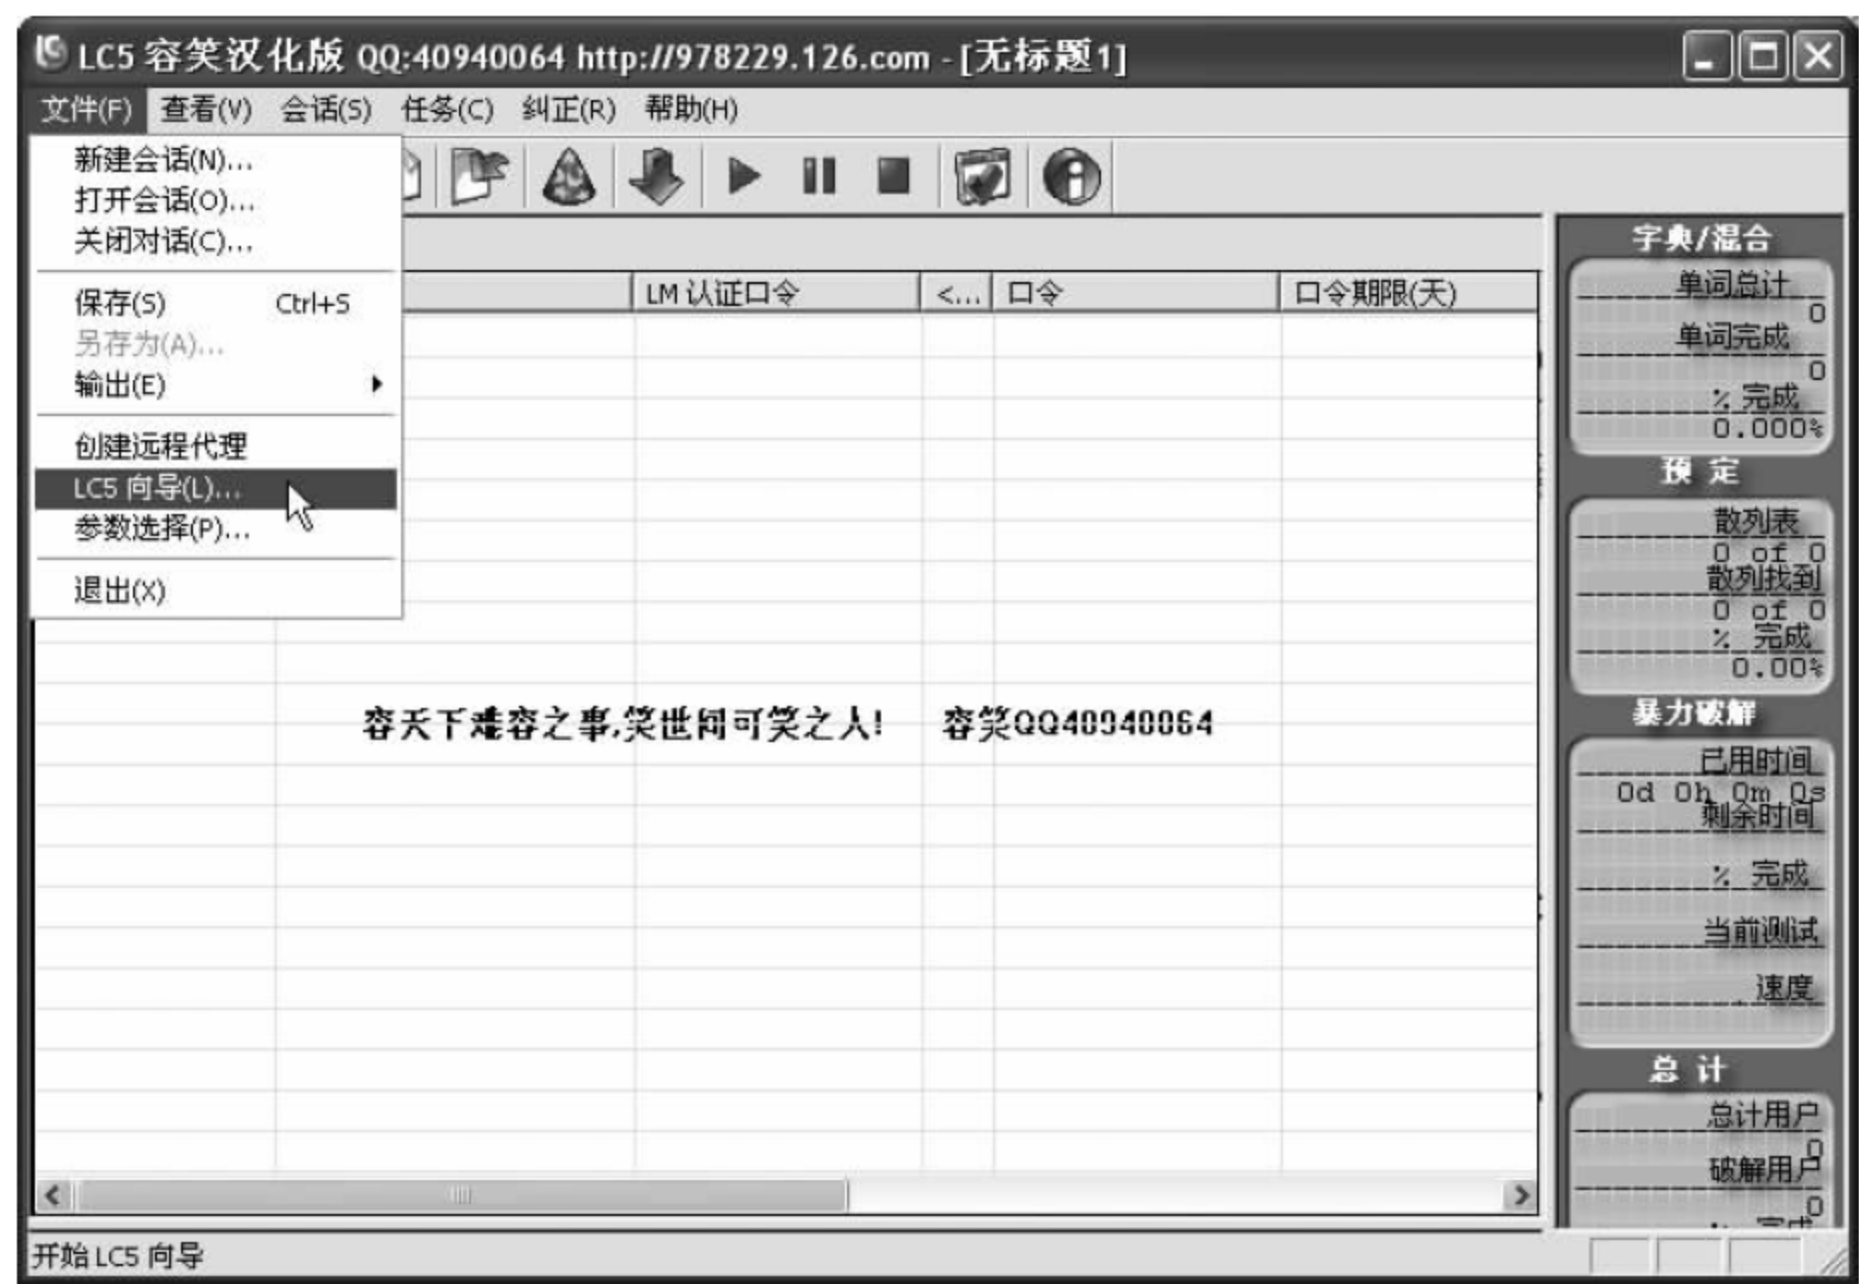 LC5 容笑汉化版 QQ:40940064 http://978229.126.com - [无标题1]
文件(F) 查看(V) 会话(S) 任务(C) 纠正(R) 帮助(H)
新建会话(N)...
打开会话(O)...
关闭对话(C)...
保存(S) Ctrl+S
另存为(A)...
输出(E)
创建远程代理
LC5 向导(L)...
参数选择(P)...
退出(X)
LM 认证口令 <... 口令 口令期限(天)
容天下难容之事,笑世间可笑之人! 容笑QQ40940064
字典/混合
单词总计
0
单词完成
0
% 完成
0.000%
预 定
散列表
0 of 0
散列找到
0 of 0
% 完成
0.00%
暴力破解
已用时间
0d 0h 0m 0s
剩余时间
% 完成
当前测试
速度
总 计
总计用户
0
破解用户
0
开始 LC5 向导